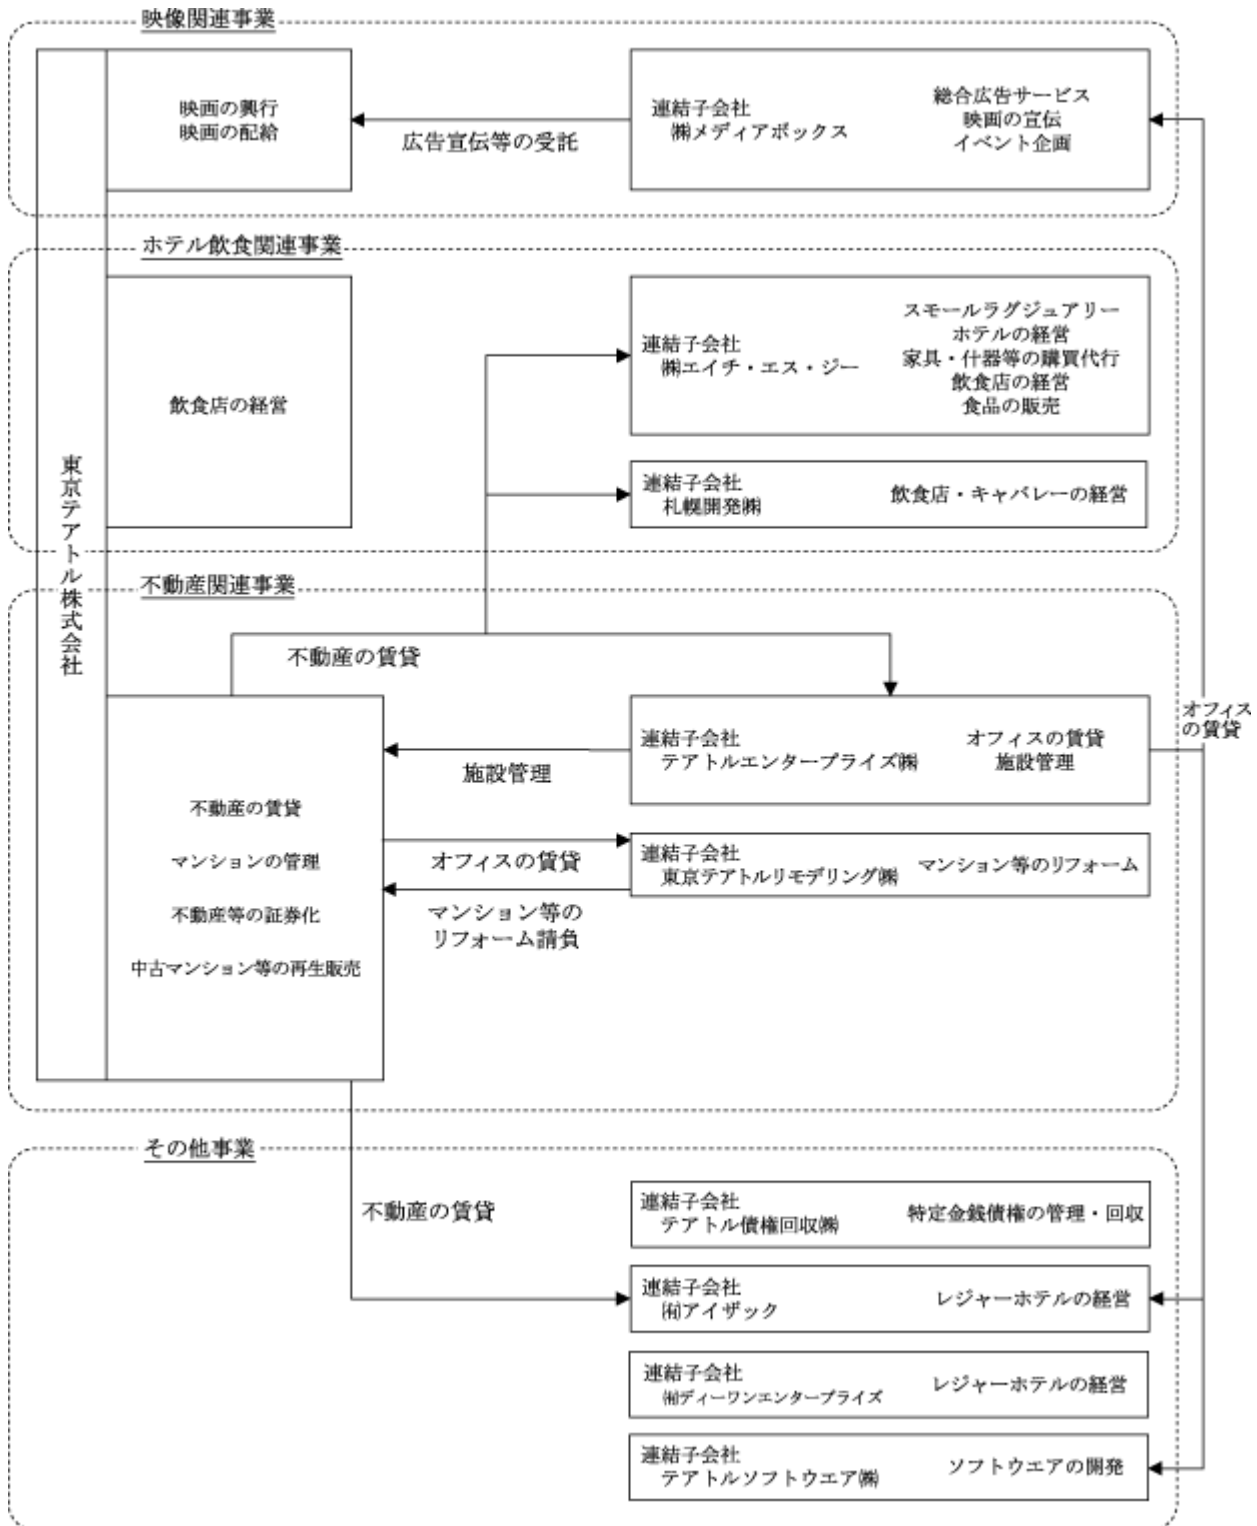 映像関連事業
東京テアトル株式会社
映画の興行
映画の配給
広告宣伝等の受託
連結子会社
㈱メディアボックス
総合広告サービス
映画の宣伝
イベント企画
ホテル飲食関連事業
飲食店の経営
連結子会社
㈱エイチ・エス・ジー
スモールラグジュアリー
ホテルの経営
家具・什器等の購買代行
飲食店の経営
食品の販売
連結子会社
札幌開発㈱
飲食店・キャバレーの経営
不動産関連事業
不動産の賃貸
不動産の賃貸
マンションの管理
不動産等の証券化
中古マンション等の再生販売
施設管理
連結子会社
テアトルエンタープライズ㈱
オフィスの賃貸
施設管理
オフィス
の賃貸
オフィスの賃貸
マンション等の
リフォーム請負
連結子会社
東京テアトルリモデリング㈱
マンション等のリフォーム
その他事業
不動産の賃貸
連結子会社
テアトル債権回収㈱
特定金銭債権の管理・回収
連結子会社
㈲アイザック
レジャーホテルの経営
連結子会社
㈲ディーワンエンタープライズ
レジャーホテルの経営
連結子会社
テアトルソフトウエア㈱
ソフトウエアの開発